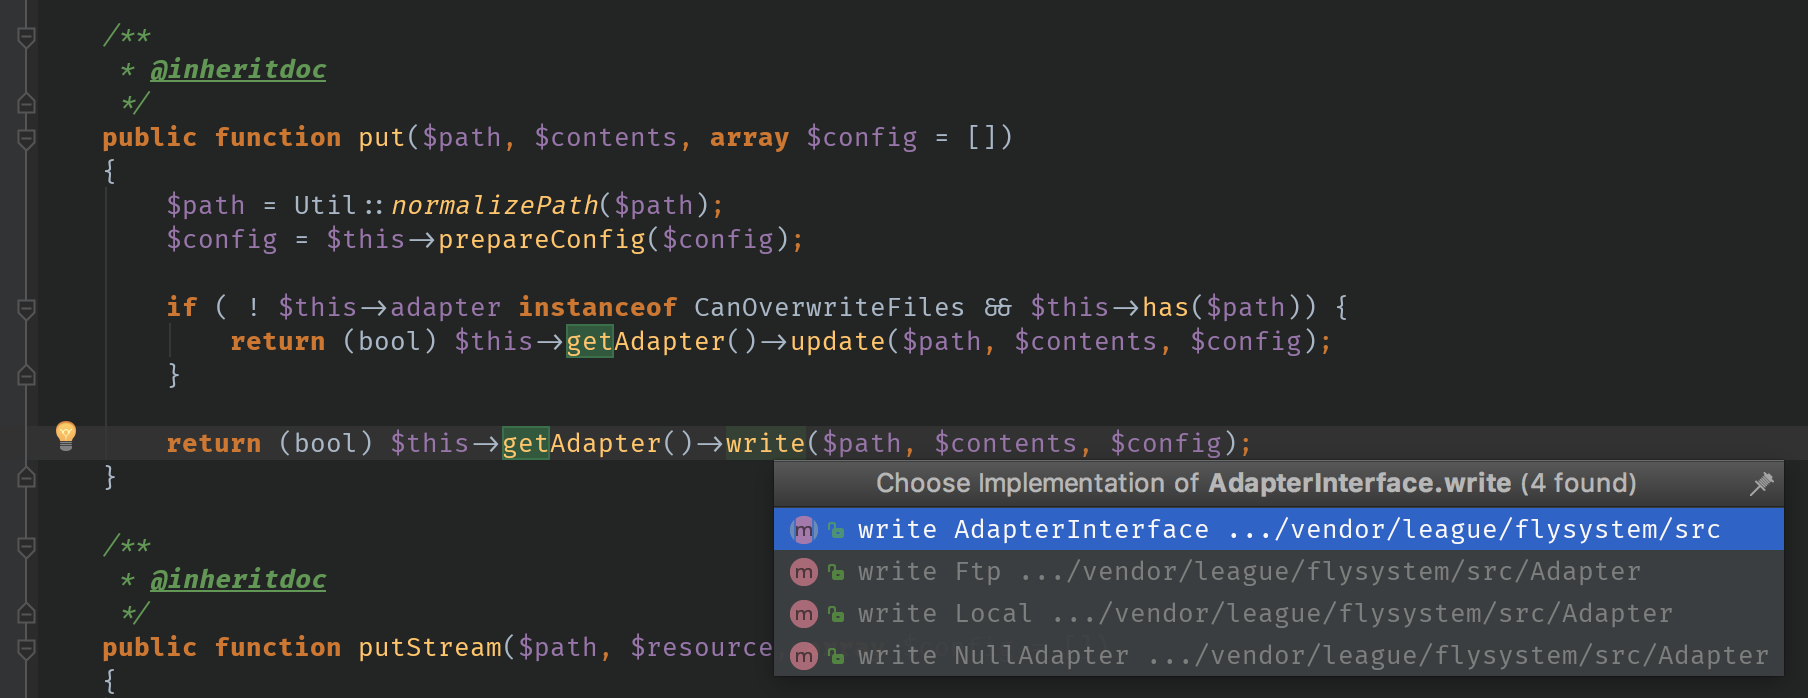 /**
* @inheritdoc
*/
public function put($path, $contents, array $config = [])
{
$path = Util::normalizePath($path);
$config = $this->prepareConfig($config);
if ( ! $this->adapter instanceof CanOverwriteFiles && $this->has($path)) {
return (bool) $this->getAdapter()->update($path, $contents, $config);
}
return (bool) $this->getAdapter()->write($path, $contents, $config);
}
Choose Implementation of AdapterInterface.write (4 found)
m write AdapterInterface .../vendor/league/flysystem/src
m write Ftp .../vendor/league/flysystem/src/Adapter
m write Local .../vendor/league/flysystem/src/Adapter
m write NullAdapter .../vendor/league/flysystem/src/Adapter
/**
* @inheritdoc
*/
public function putStream($path, $resource
{